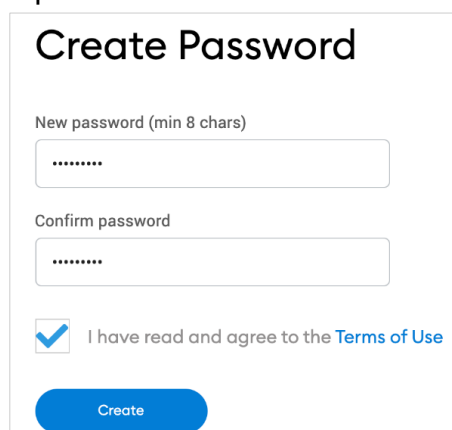 Create Password
New password (min 8 chars)
•••••••••
Confirm password
•••••••••
I have read and agree to the Terms of Use
Create